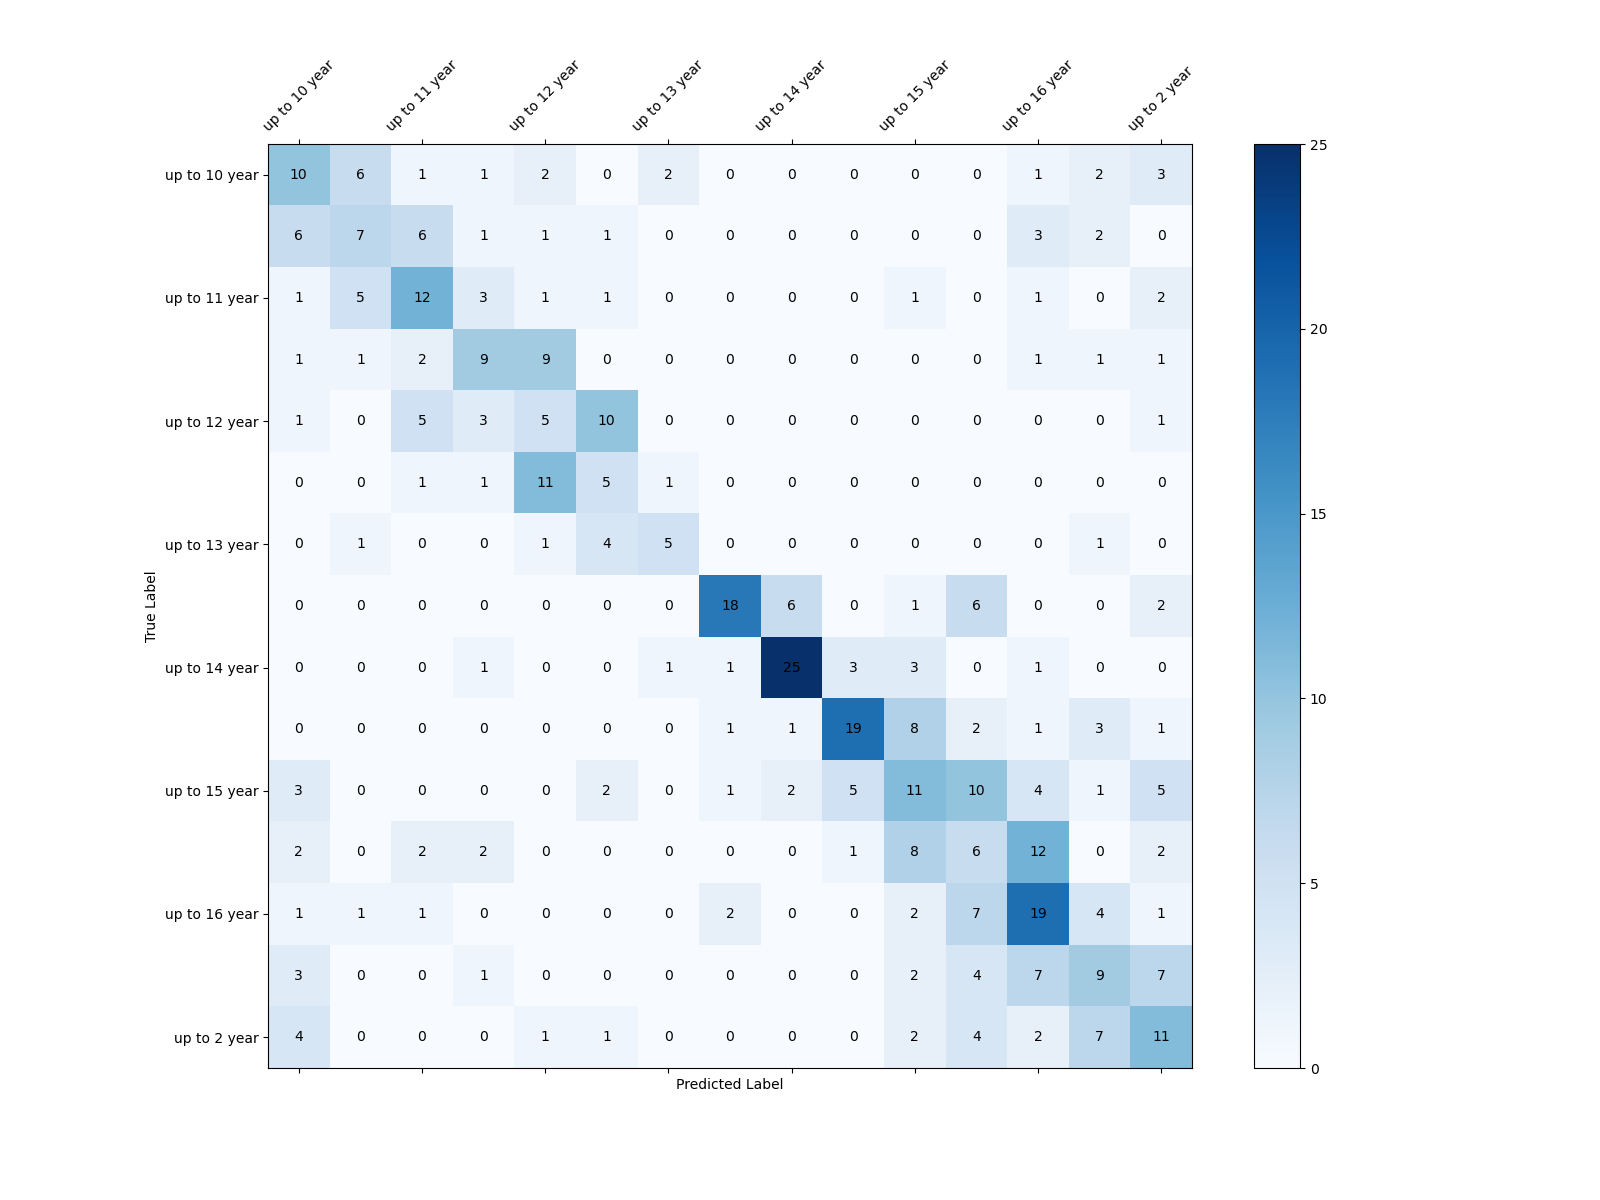 up to 10 year up to 11 year up to 12 year up to 13 year up to 14 year up to 15 year up to 16 year up to 2 year
up to 10 year 10 6 1 1 2 0 2 0 0 0 0 0 1 2 3
6 7 6 1 1 1 0 0 0 0 0 0 3 2 0
up to 11 year 1 5 12 3 1 1 0 0 0 0 1 0 1 0 2
1 1 2 9 9 0 0 0 0 0 0 0 1 1 1
up to 12 year 1 0 5 3 5 10 0 0 0 0 0 0 0 0 1
0 0 1 1 11 5 1 0 0 0 0 0 0 0 0
up to 13 year 0 1 0 0 1 4 5 0 0 0 0 0 0 1 0
0 0 0 0 0 0 0 18 6 0 1 6 0 0 2
up to 14 year 0 0 0 1 0 0 1 1 25 3 3 0 1 0 0
0 0 0 0 0 0 0 1 1 19 8 2 1 3 1
up to 15 year 3 0 0 0 0 2 0 1 2 5 11 10 4 1 5
2 0 2 2 0 0 0 0 0 1 8 6 12 0 2
up to 16 year 1 1 1 0 0 0 0 2 0 0 2 7 19 4 1
3 0 0 1 0 0 0 0 0 0 2 4 7 9 7
up to 2 year 4 0 0 0 1 1 0 0 0 0 2 4 2 7 11
True Label
Predicted Label
25
20
15
10
5
0